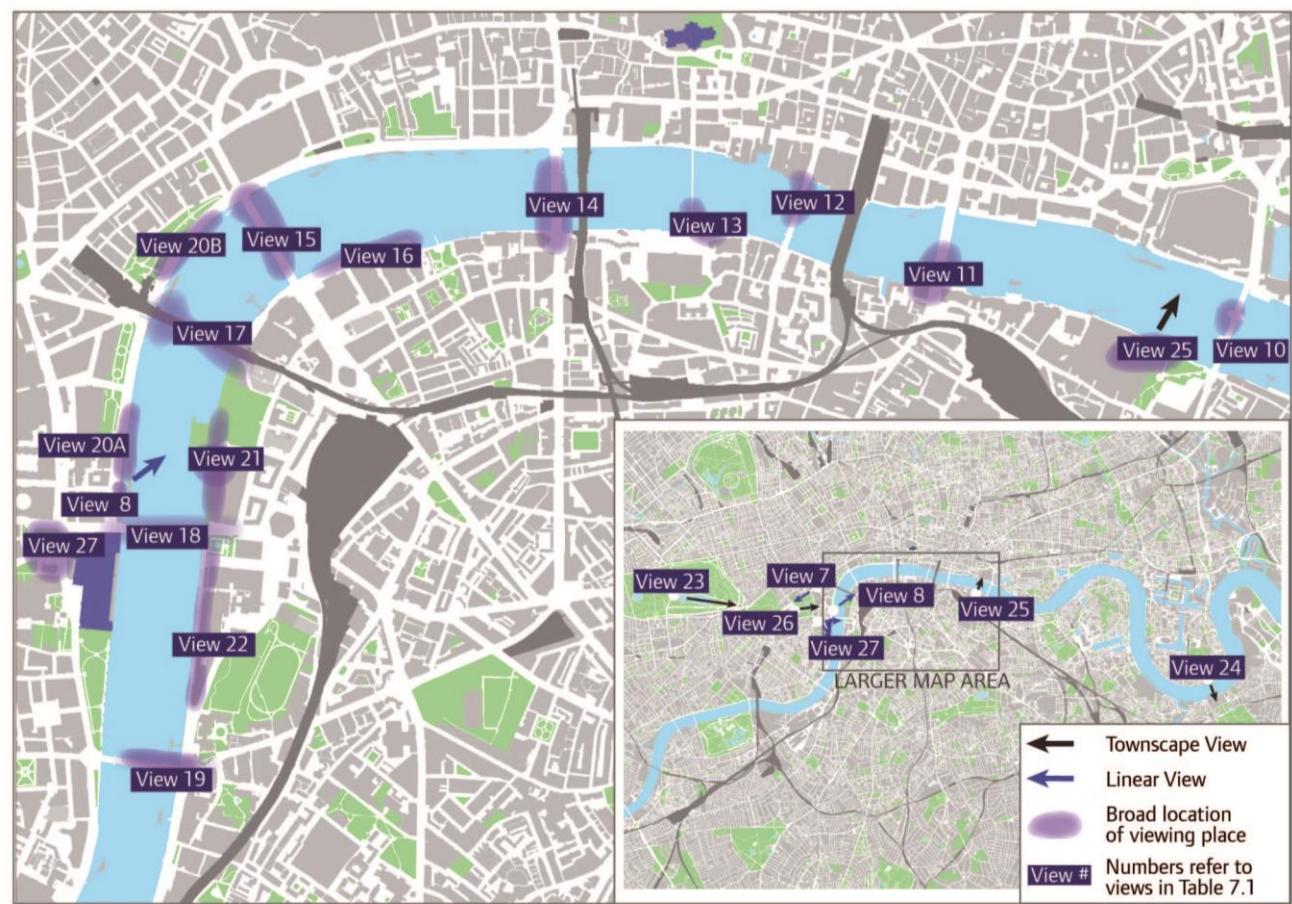 View 14
View 12
View 13
View 20B
View 15
View 16
View 11
View 17
View 25
View 10
View 20A
View 21
View 8
View 18
View 27
View 22
View 19
View 23
View 7
View 8
View 26
View 25
View 27
LARGER MAP AREA
View 24
Townscape View
Linear View
Broad location
of viewing place
View #
Numbers refer to
views in Table 7.1